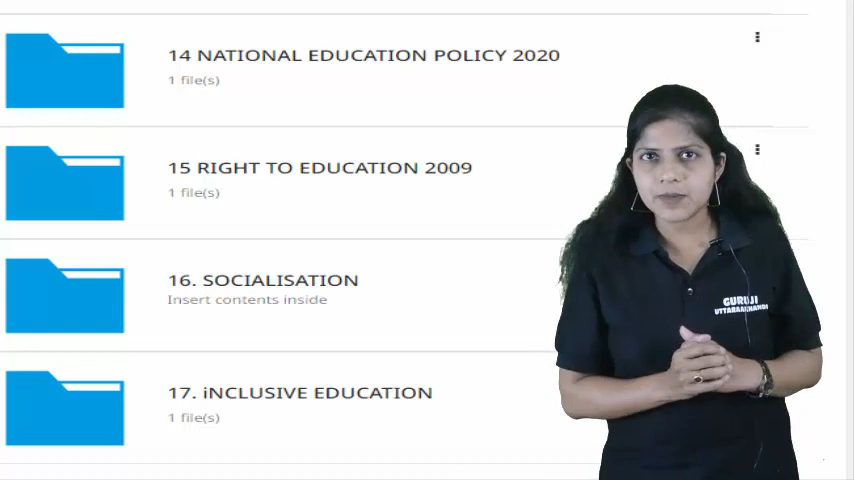 14 NATIONAL EDUCATION POLICY 2020
1 file(s)
15 RIGHT TO EDUCATION 2009
1 file(s)
16. SOCIALISATION
Insert contents inside
17. iNCLUSIVE EDUCATION
1 file(s)